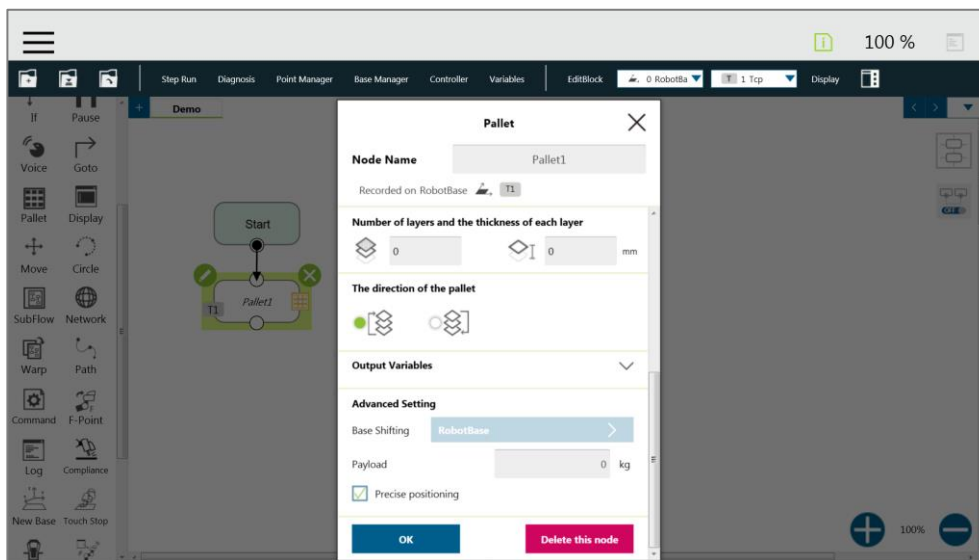 100 %
Step Run Diagnosis Point Manager Base Manager Controller Variables EditBlock 0 RobotBa T 1 Tcp Display
+ Demo
If Pause
Voice Goto
Pallet Display
Move Circle
SubFlow Network
Warp Path
Command F-Point
Log Compliance
New Base Touch Stop
Start
Pallet1
T1
Pallet
Node Name Pallet1
Recorded on RobotBase T1
Number of layers and the thickness of each layer
0 0 mm
The direction of the pallet
Output Variables
Advanced Setting
Base Shifting RobotBase
Payload 0 kg
Precise positioning
OK Delete this node
OFF
100%